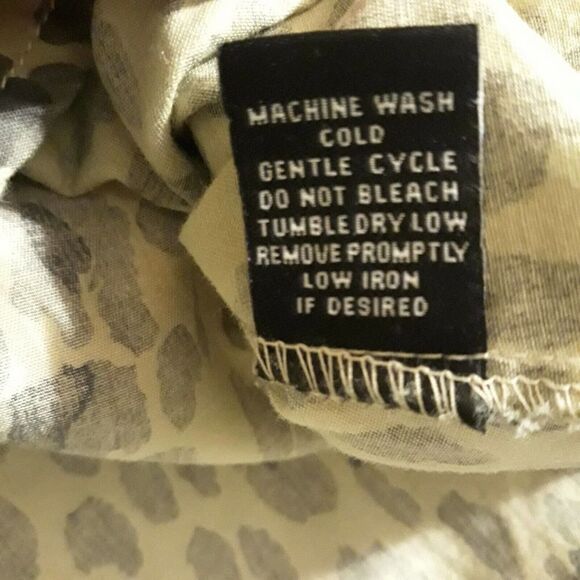 MACHINE WASH
COLD
GENTLE CYCLE
DO NOT BLEACH
TUMBLE DRY LOW
REMOVE PROMPTLY
LOW IRON
IF DESIRED